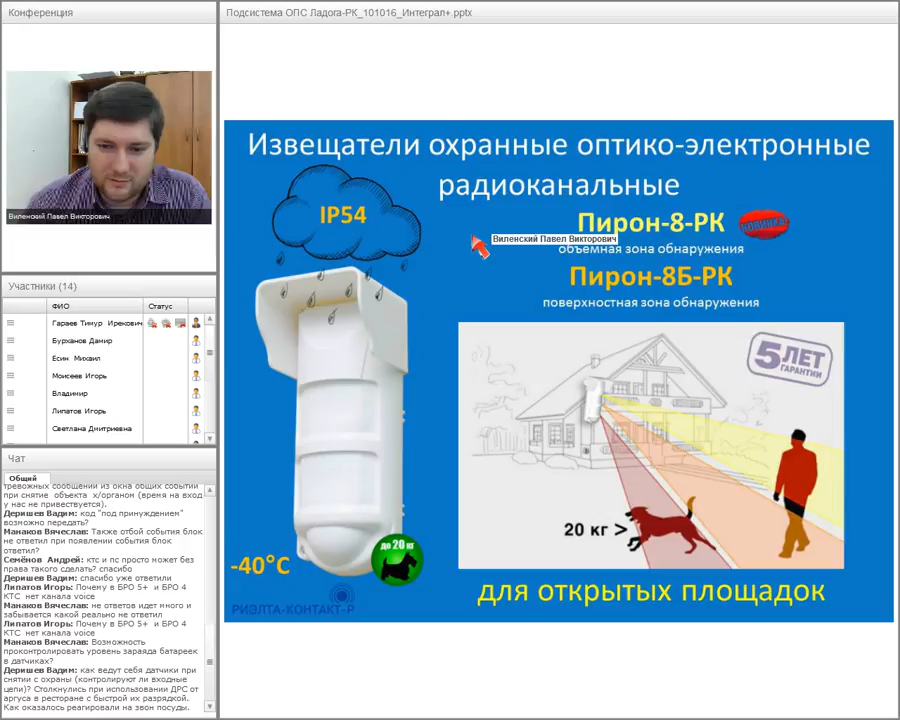 Конференция
Подсистема ОПС Ладога-РК_101016_Интеграл+.pptx
Виленский Павел Викторович
Участники (14)
ФИО Статус
Гараев Тимур Ирекович
Бурханов Дамир
Есин Михаил
Моисеев Игорь
Владимир
Липатов Игорь
Светлана Дмитриевна
Чат
Общий
тревожных сообщений из окна общих событий
при снятие объекта х/органом (время на вход
у нас не привествуется).
Деришев Вадим: код "под принуждением"
возможно передать?
Манаков Вячеслав: Также отбой события блок
не ответил при появлении события блок
ответил?
Семёнов Андрей: ктс и пс просто может без
права такого сделать? спасибо
Деришев Вадим: спасибо уже ответили
Липатов Игорь: Почему в БРО 5+ и БРО 4
КТС нет канала voice
Манаков Вячеслав: не ответов идет много и
забывается какой реально не ответил
Липатов Игорь: Почему в БРО 5+ и БРО 4
КТС нет канала voice
Манаков Вячеслав: Возможность
проконтролировать уровень зараяда батареек
в датчиках?
Деришев Вадим: как ведут себя датчики при
снятии с охраны (контролируют ли входные
цепи)? Столкнулись при использовании ДРС от
аргуса в ресторане с быстрой их разрядкой.
Как оказалось реагировали на звон посуды.
Извещатели охранные оптико-электронные
радиоканальные
IP54
Пирон-8-РК
НОВИНКА!
Виленский Павел Викторович
объемная зона обнаружения
Пирон-8Б-РК
поверхностная зона обнаружения
5 ЛЕТ
ГАРАНТИИ
20 кг >
до 20 кг
-40°C
РИЭЛТА-КОНТАКТ-Р
для открытых площадок